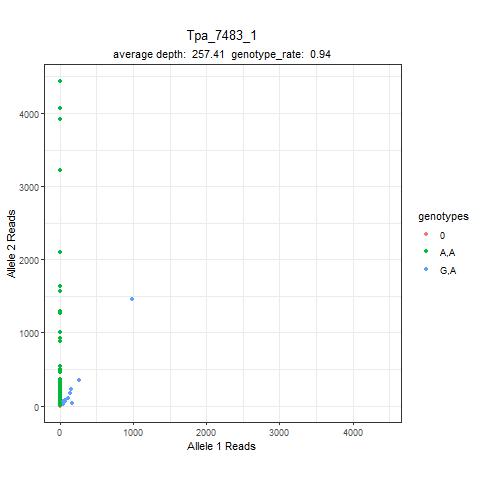 Tpa_7483_1
average depth: 257.41 genotype_rate: 0.94
Allele 2 Reads
4000
3000
2000
1000
0
0 1000 2000 3000 4000
Allele 1 Reads
genotypes
0
A,A
G,A